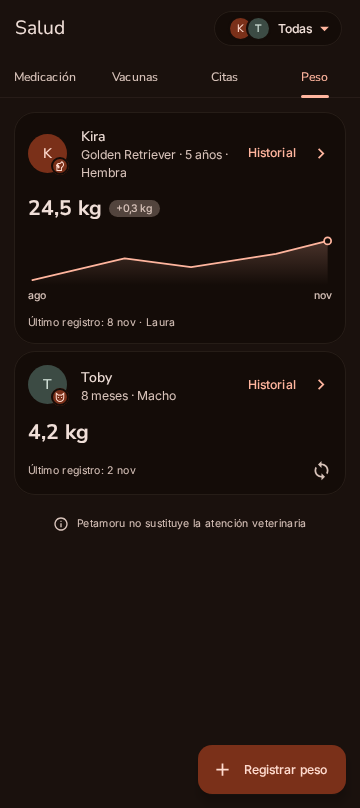 Salud
K T Todas
Medicación Vacunas Citas Peso
K
Kira
Golden Retriever · 5 años ·
Hembra
Historial
24,5 kg +0,3 kg
ago nov
Último registro: 8 nov · Laura
T
Toby
8 meses · Macho
Historial
4,2 kg
Último registro: 2 nov
Petamoru no sustituye la atención veterinaria
Registrar peso